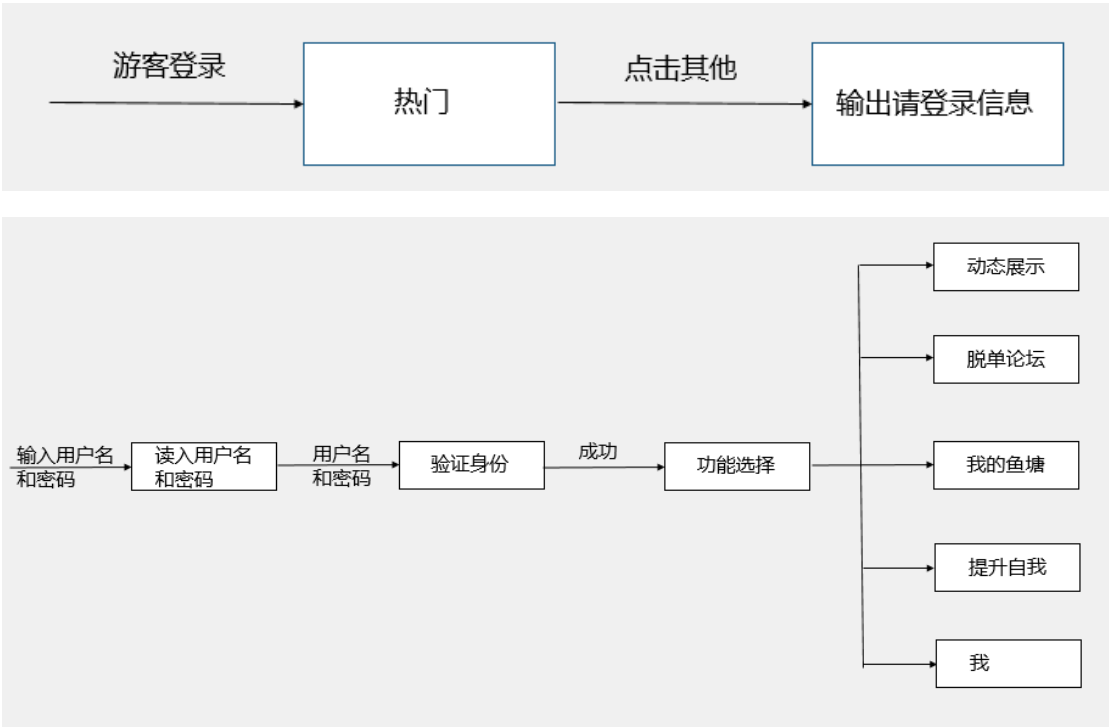 游客登录
热门
点击其他
输出请登录信息
动态展示
脱单论坛
输入用户名
和密码
读入用户名
和密码
用户名
和密码
验证身份
成功
功能选择
我的鱼塘
提升自我
我